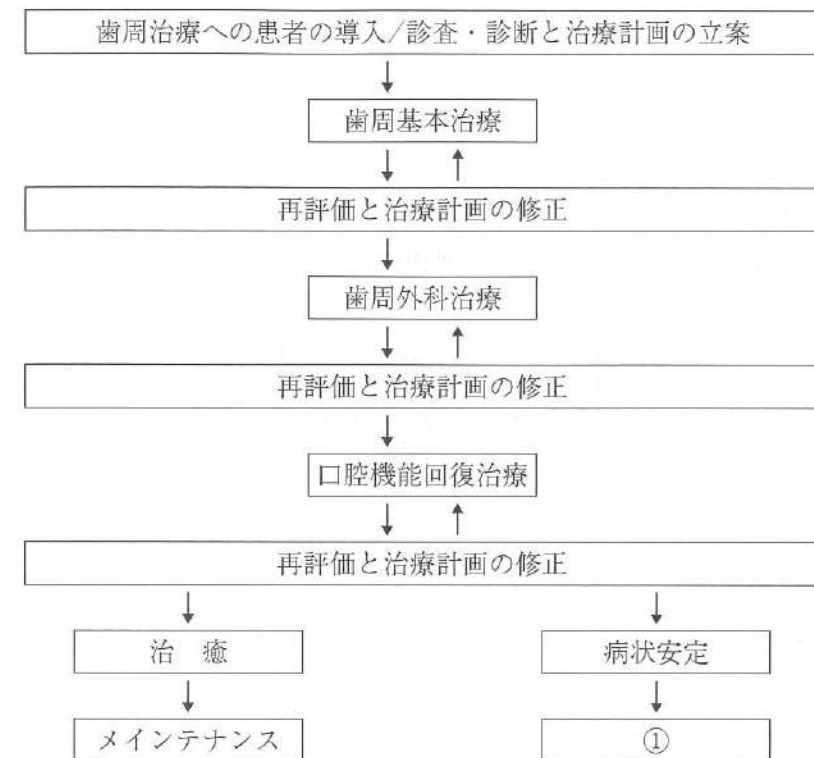 歯周治療への患者の導入/診査・診断と治療計画の立案
歯周基本治療
再評価と治療計画の修正
歯周外科治療
再評価と治療計画の修正
口腔機能回復治療
再評価と治療計画の修正
治　癒
病状安定
メインテナンス
①